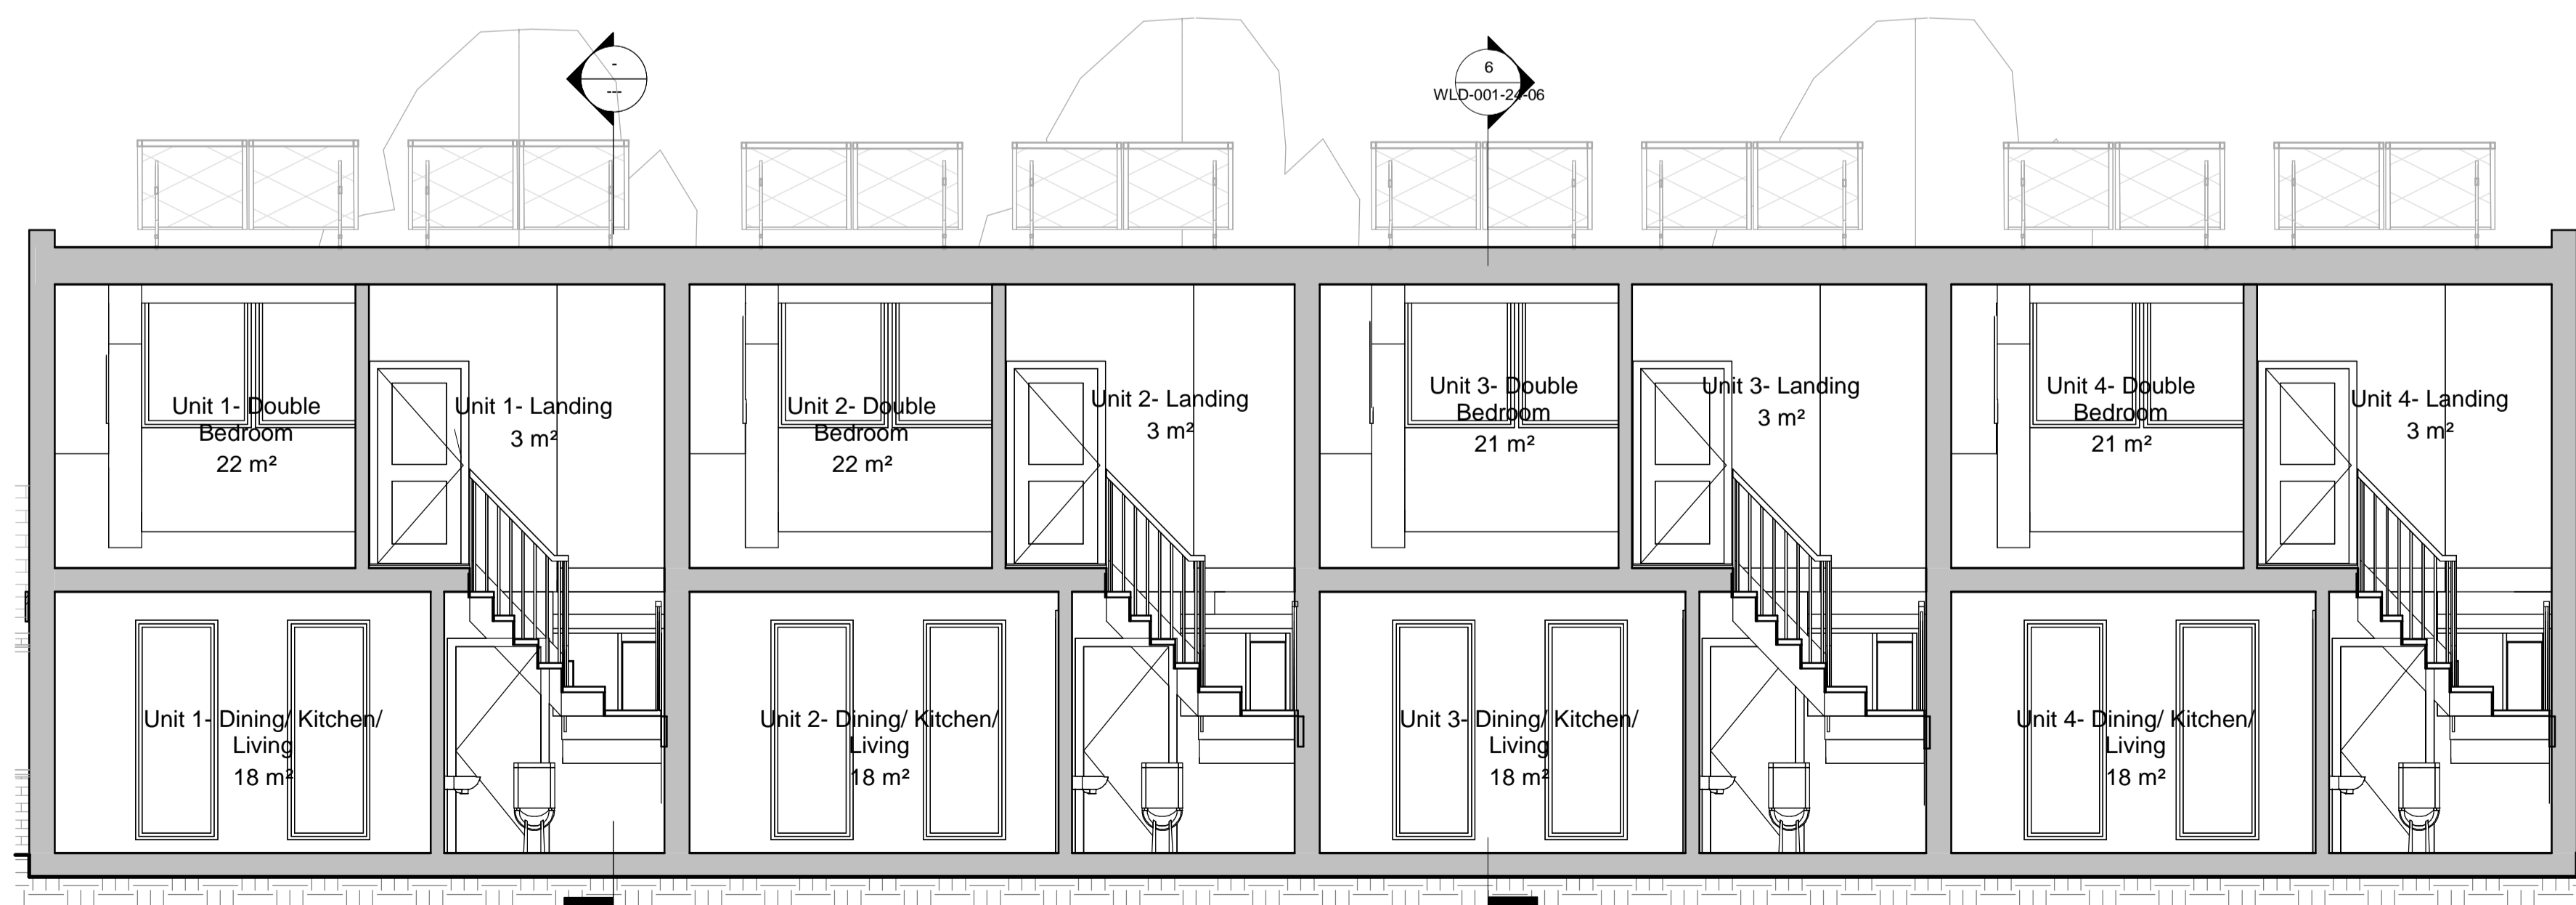 -
---
6
WLD-001-24-06
Unit 1- Double
Bedroom
22 m²
Unit 1- Landing
3 m²
Unit 2- Double
Bedroom
22 m²
Unit 2- Landing
3 m²
Unit 3- Double
Bedroom
21 m²
Unit 3- Landing
3 m²
Unit 4- Double
Bedroom
21 m²
Unit 4- Landing
3 m²
Unit 1- Dining/ Kitchen/
Living
18 m²
Unit 2- Dining/ Kitchen/
Living
18 m²
Unit 3- Dining/ Kitchen/
Living
18 m²
Unit 4- Dining/ Kitchen/
Living
18 m²